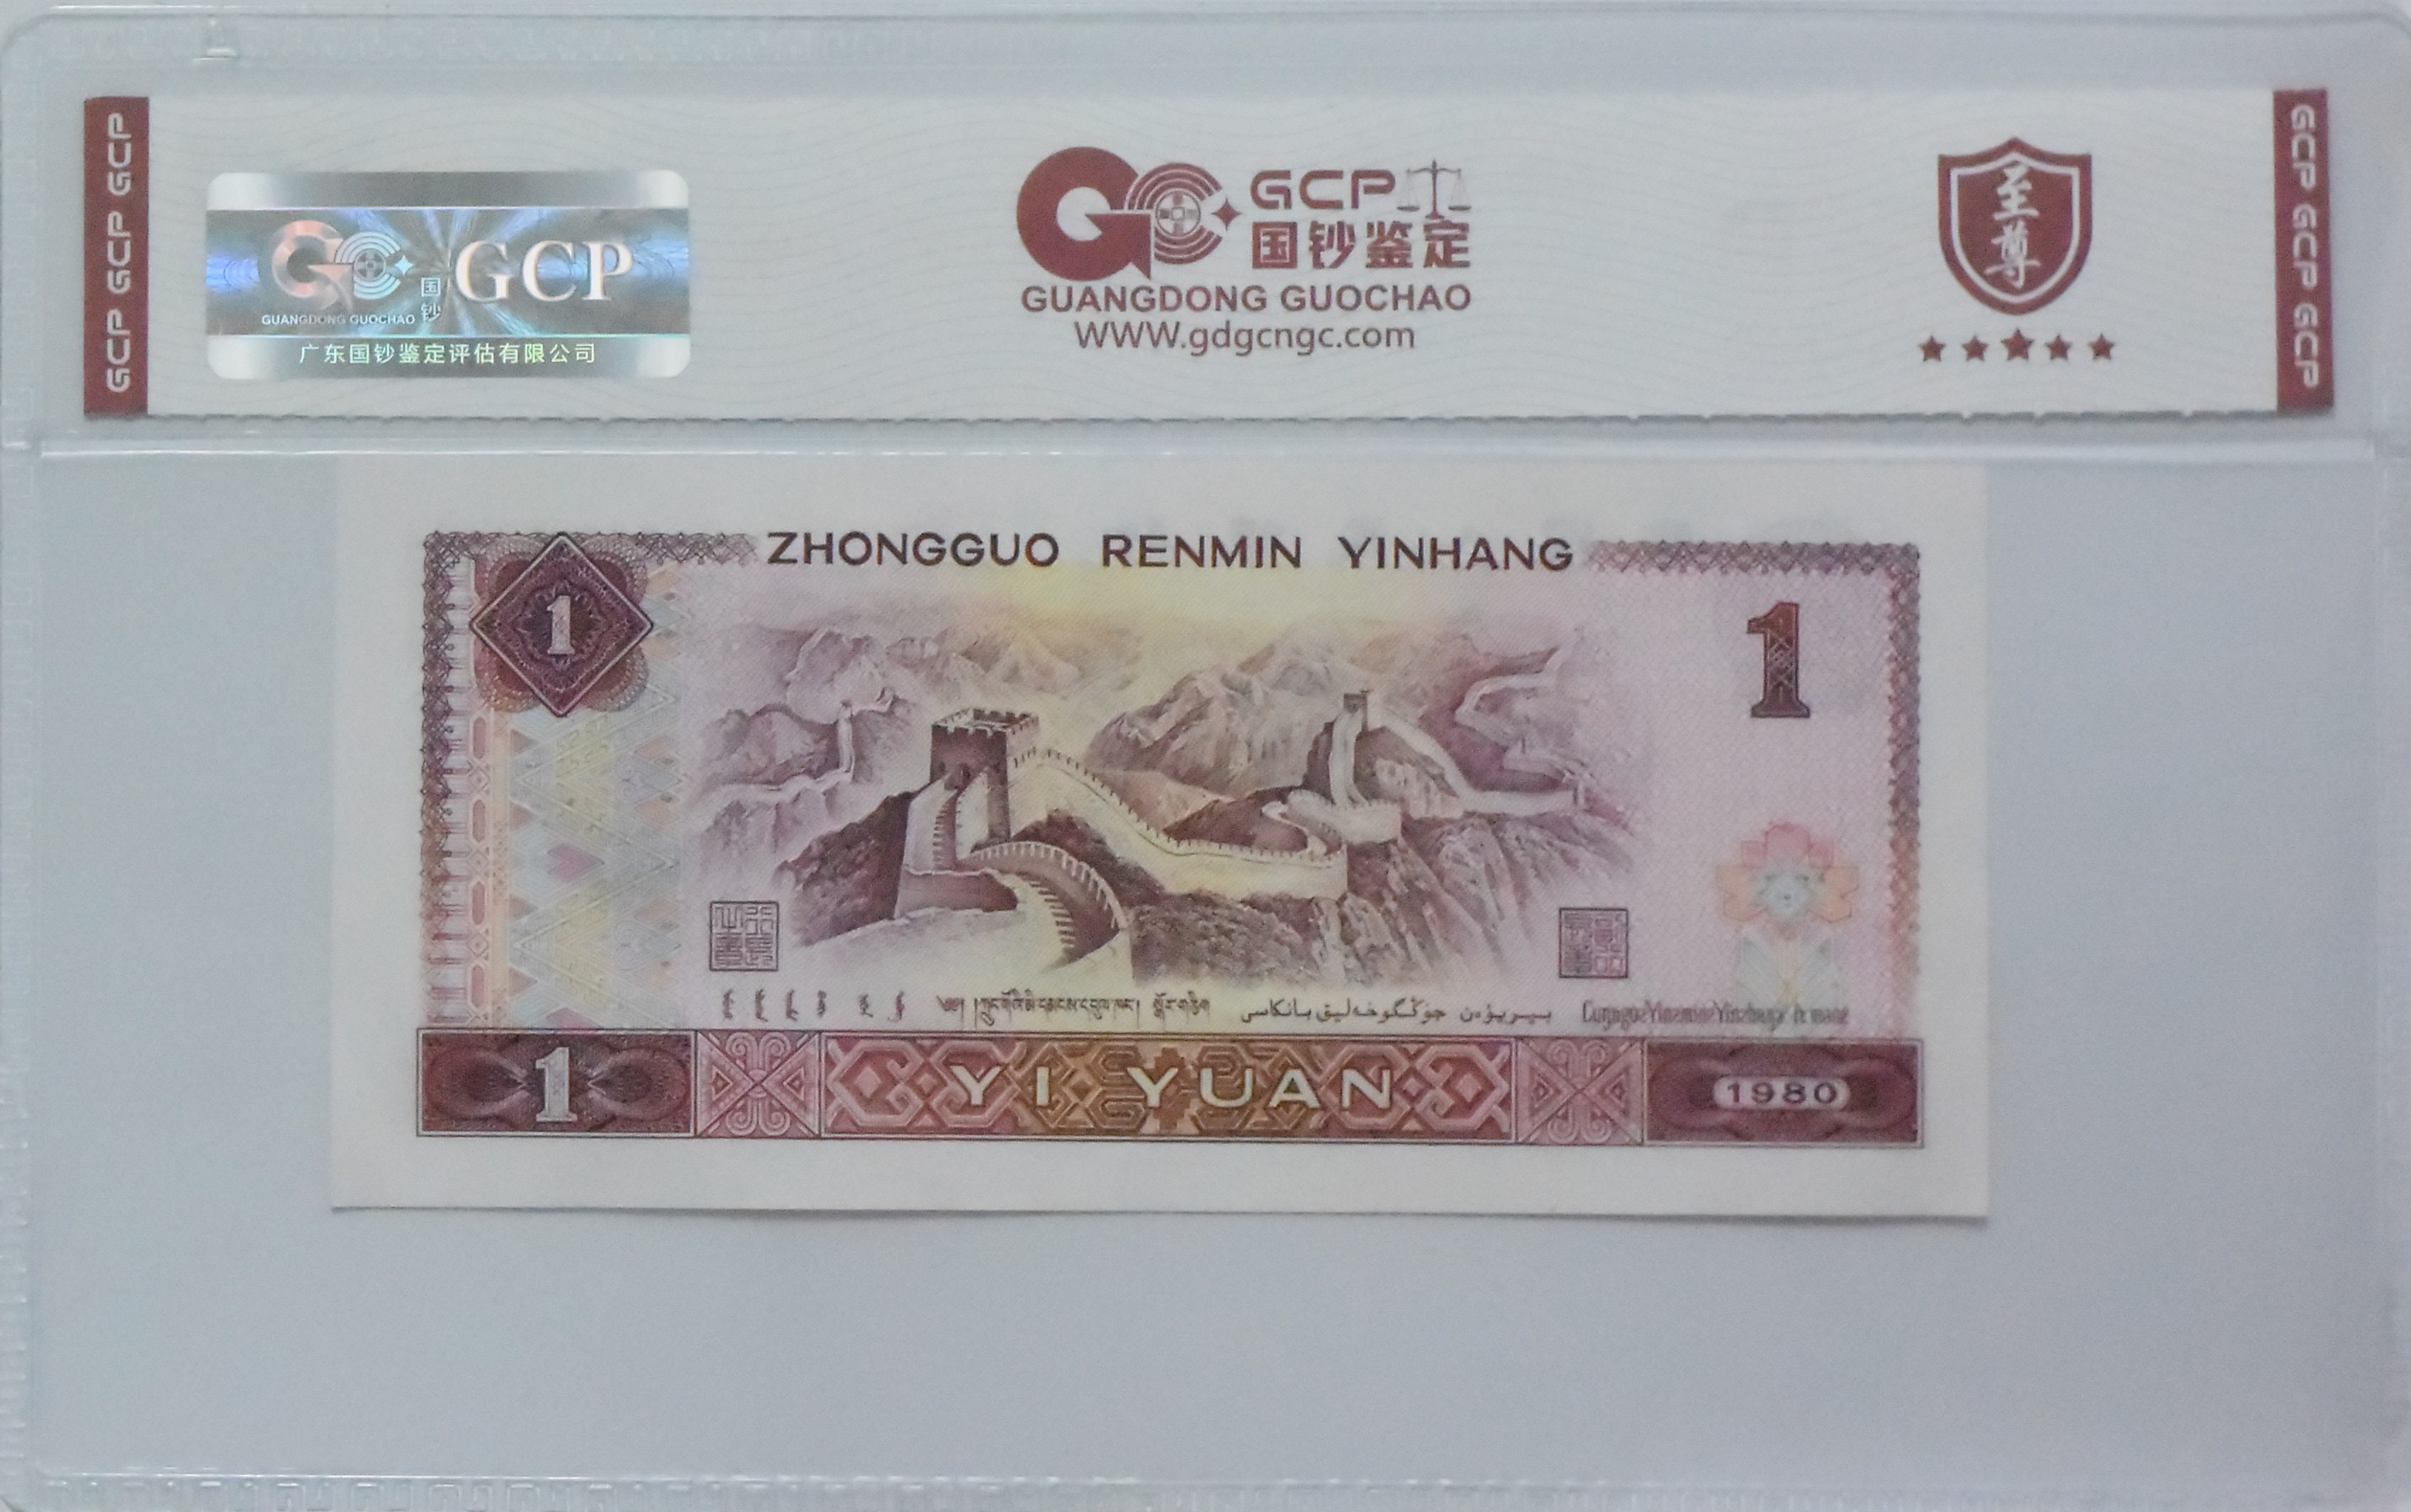 GCP GCP GCP
GCP
国
钞
GUANGDONG GUOCHAO
广东国钞鉴定评估有限公司
GCP
国钞鉴定
GUANGDONG GUOCHAO
WWW.gdgcngc.com
至
尊
GCP GCP GCP
ZHONGGUO RENMIN YINHANG
1
1
1
YI YUAN
1980